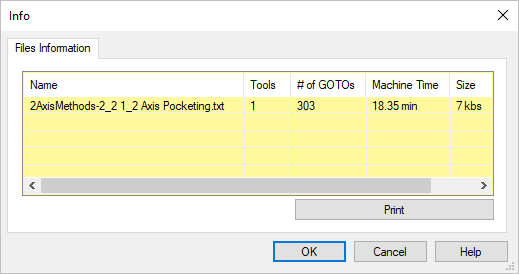 Info
Files Information
Name Tools # of GOTOs Machine Time Size
2AxisMethods-2_2 1_2 Axis Pocketing.txt 1 303 18.35 min 7 kbs
Print
OK Cancel Help